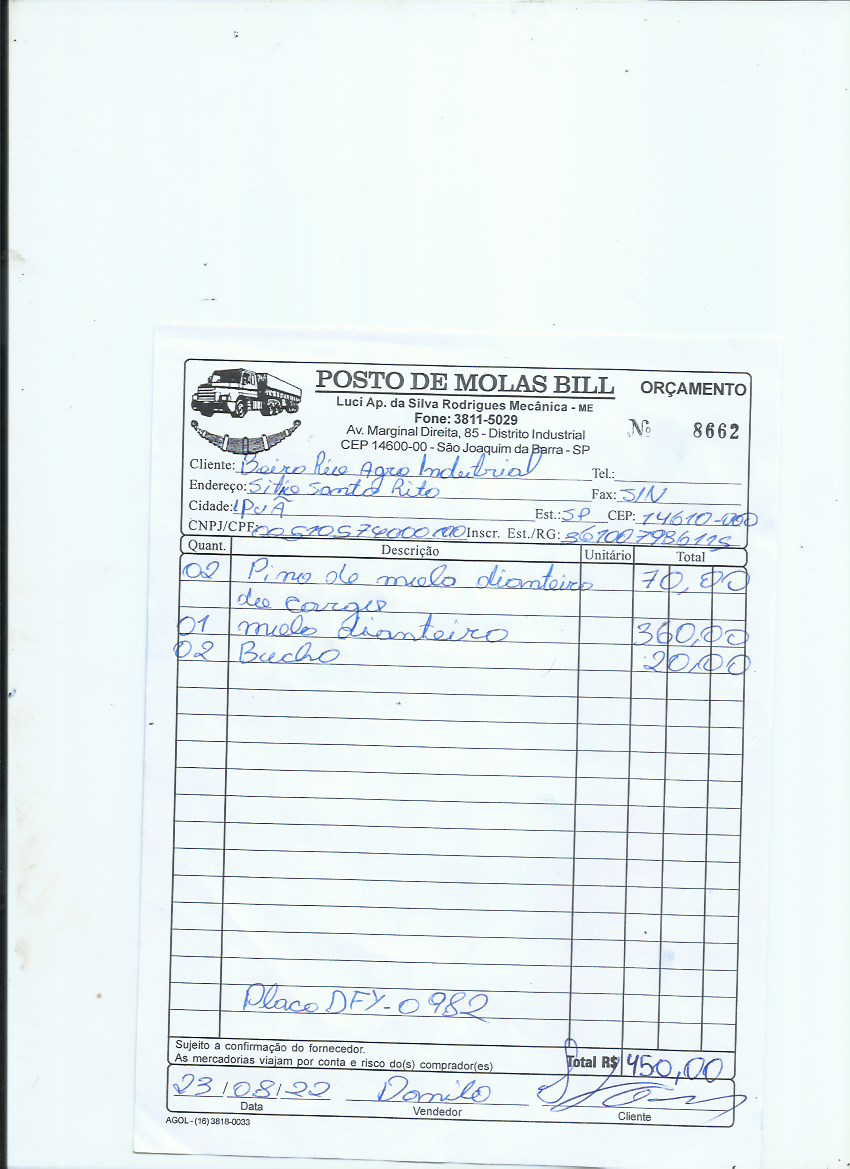 POSTO DE MOLAS BILL
ORÇAMENTO
Luci Ap. da Silva Rodrigues Mecânica - ME
Fone: 3811-5029
Av. Marginal Direita, 85 - Distrito Industrial
CEP 14600-00 - São Joaquim da Barra - SP
Nº 8662
Cliente: Beira Rio Agro Industrial Tel.:
Endereço: Sitio Santa Rita Fax: S/N
Cidade: IPUÃ Est.: SP CEP: 14610-000
CNPJ/CPF Inscr. Est./RG: 361007986115
Quant. Descrição Unitário Total
02 Pino de mola dianteiro 70,00
de carga
01 mola dianteiro 360,00
02 Bucha 20,00
Placa DFY-0982
Sujeito a confirmação do fornecedor.
As mercadorias viajam por conta e risco do(s) comprador(es)
Total R$ 450,00
23/08/22 Danilo
Data Vendedor Cliente
AGOL - (16) 3818-0033